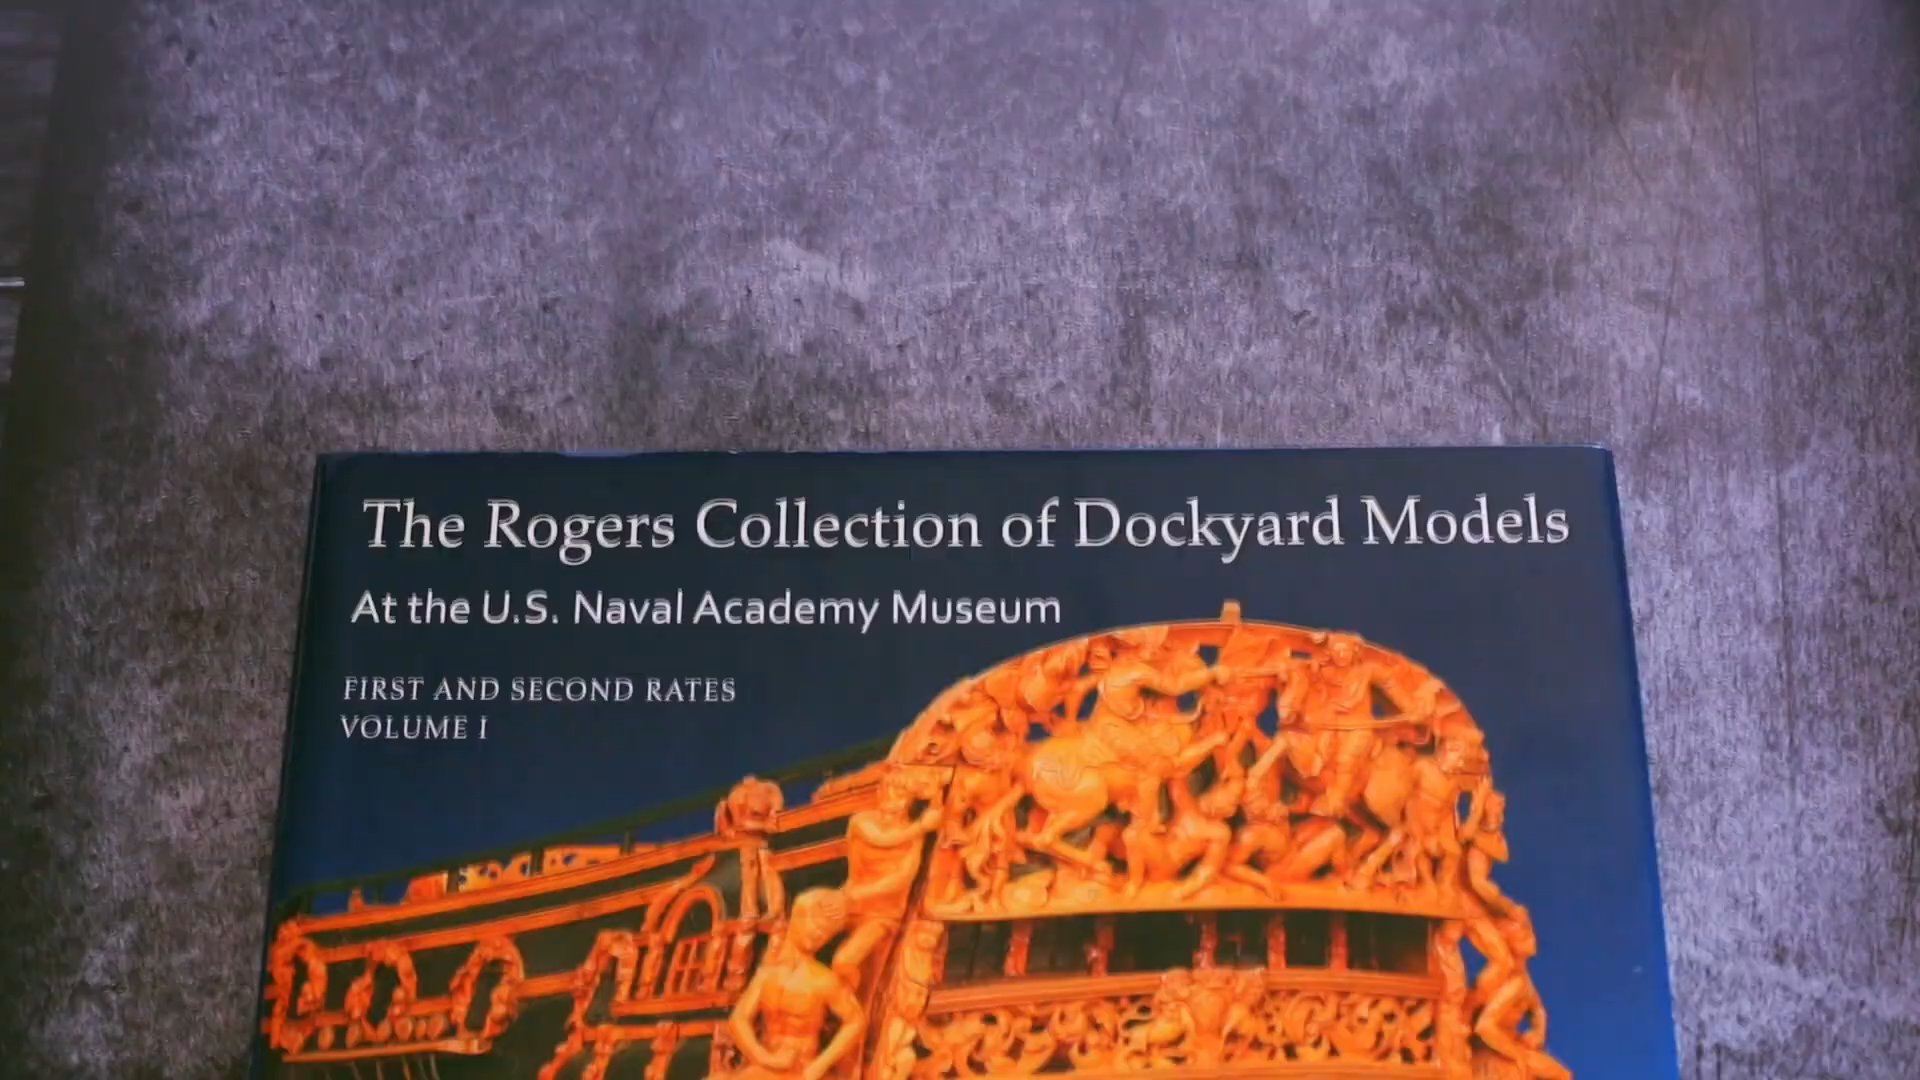 The Rogers Collection of Dockyard Models
At the U.S. Naval Academy Museum
FIRST AND SECOND RATES
VOLUME I